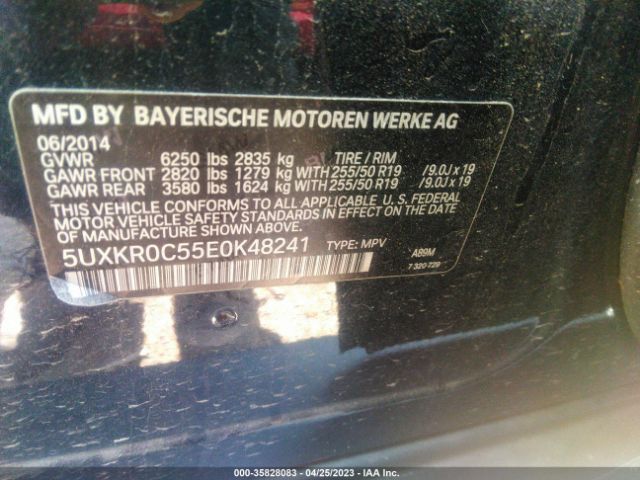 MFD BY BAYERISCHE MOTOREN WERKE AG
06/2014
GVWR 6250 lbs 2835 kg TIRE / RIM
GAWR FRONT 2820 lbs 1279 kg WITH 255/50 R19 /9.0J x 19
GAWR REAR 3580 lbs 1624 kg WITH 255/50 R19 /9.0J x 19
THIS VEHICLE CONFORMS TO ALL APPLICABLE U. S. FEDERAL
MOTOR VEHICLE SAFETY STANDARDS IN EFFECT ON THE DATE
OF MANUFACTURE SHOWN ABOVE.
5UXKR0C55E0K48241 TYPE: MPV A89M
7 320 729
000-35828083 - 04/25/2023 - IAA Inc.